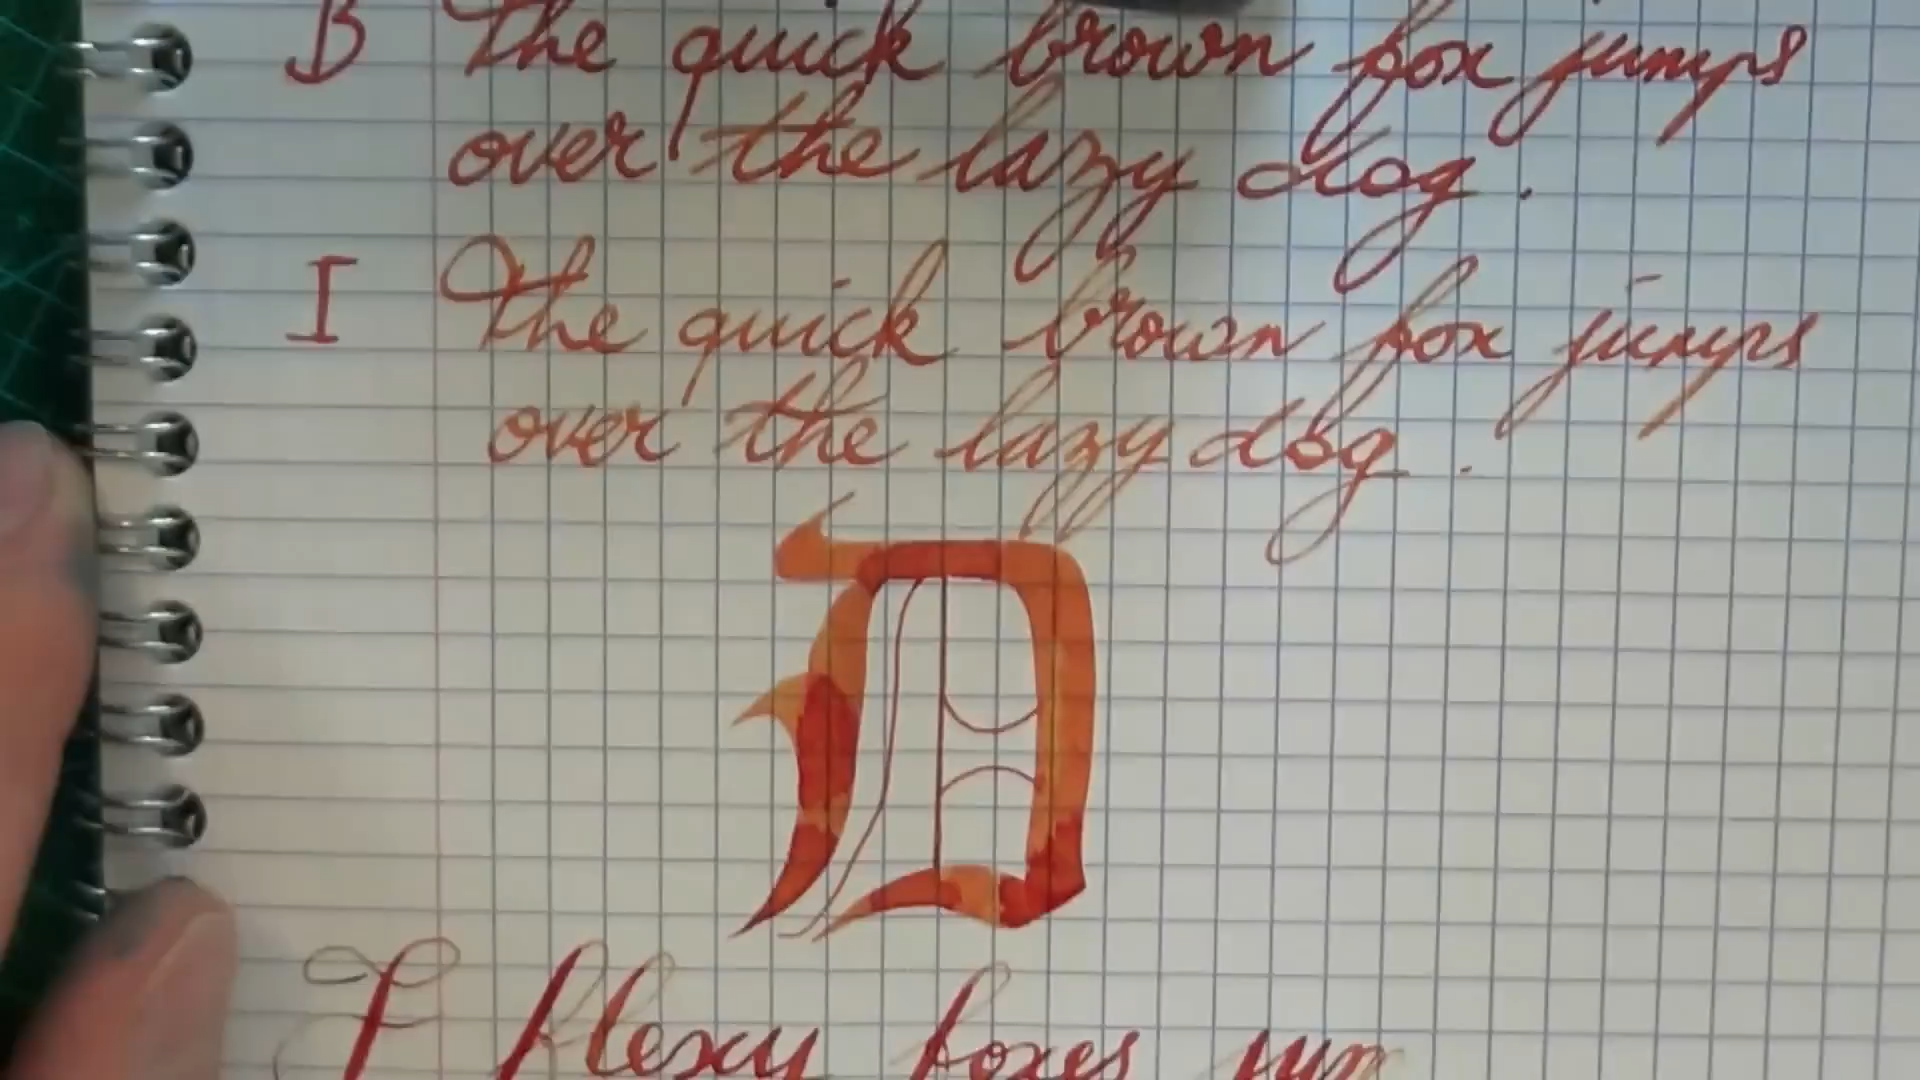 B The quick brown fox jumps
over the lazy dog.
I The quick brown fox jumps
over the lazy dog.
D
F flexy foxes jum